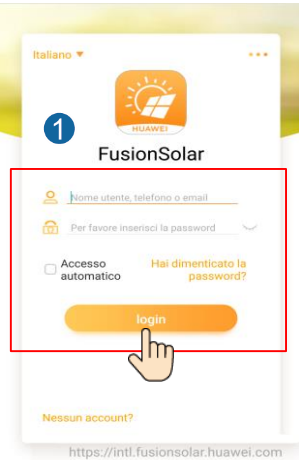 Italiano
1
HUAWEI
FusionSolar
Nome utente, telefono o email
Per favore inserisci la password
Accesso automatico
Hai dimenticato la password?
login
Nessun account?
https://intl.fusionsolar.huawei.com